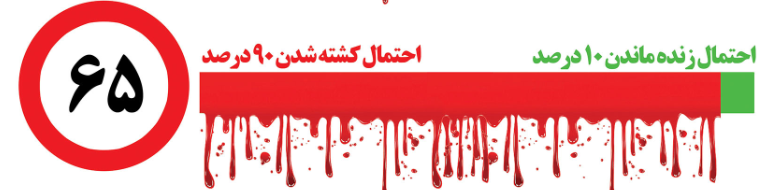 احتمال زنده ماندن ۱۰ درصد
احتمال کشته شدن ۹۰ درصد
۶۵